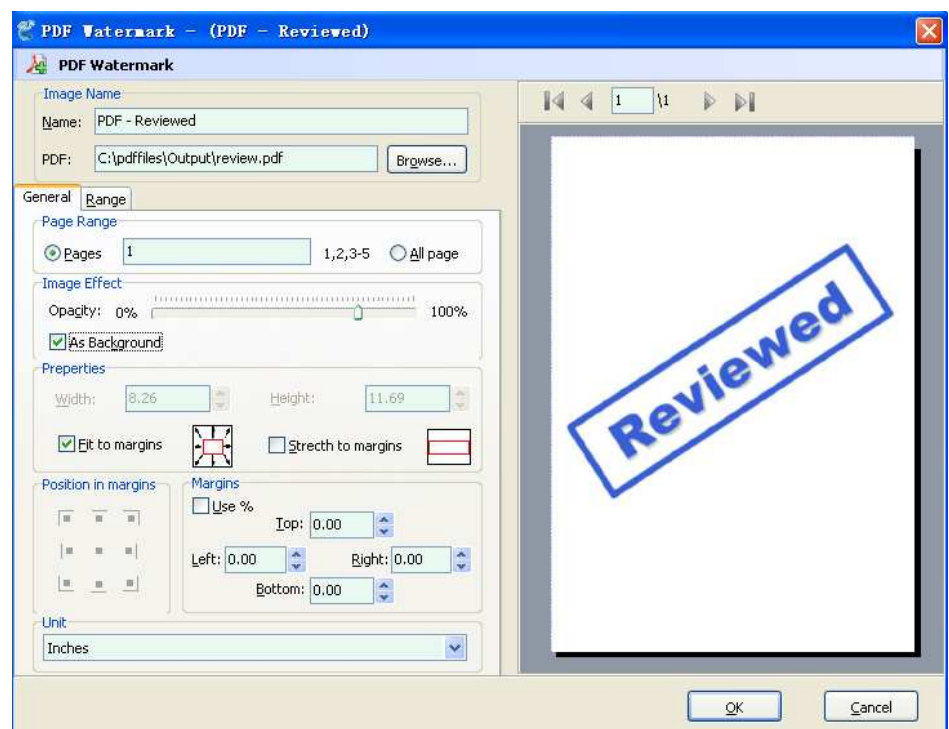 PDF Watermark - (PDF - Reviewed)
PDF Watermark
Image Name
Name: PDF - Reviewed
PDF: C:\pdffiles\Output\review.pdf Browse...
General Range
Page Range
Pages 1 1,2,3-5 All page
Image Effect
Opacity: 0% 100%
As Background
Preperties
Width: 8.26 Height: 11.69
Fit to margins Strecth to margins
Position in margins
Margins
Use %
Top: 0.00
Left: 0.00 Right: 0.00
Bottom: 0.00
Unit
Inches
1 \1
Reviewed
OK Cancel